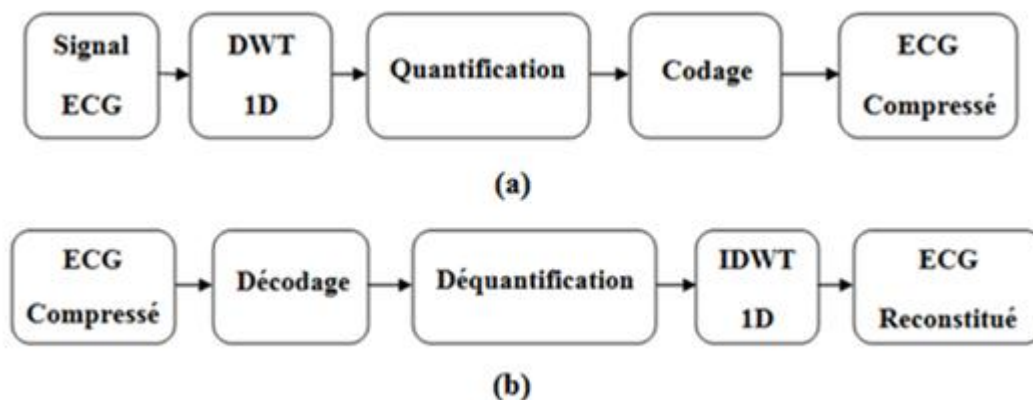 Signal
ECG
DWT
1D
Quantification
Codage
ECG
Compressé
(a)
ECG
Compressé
Décodage
Déquantification
IDWT
1D
ECG
Reconstitué
(b)